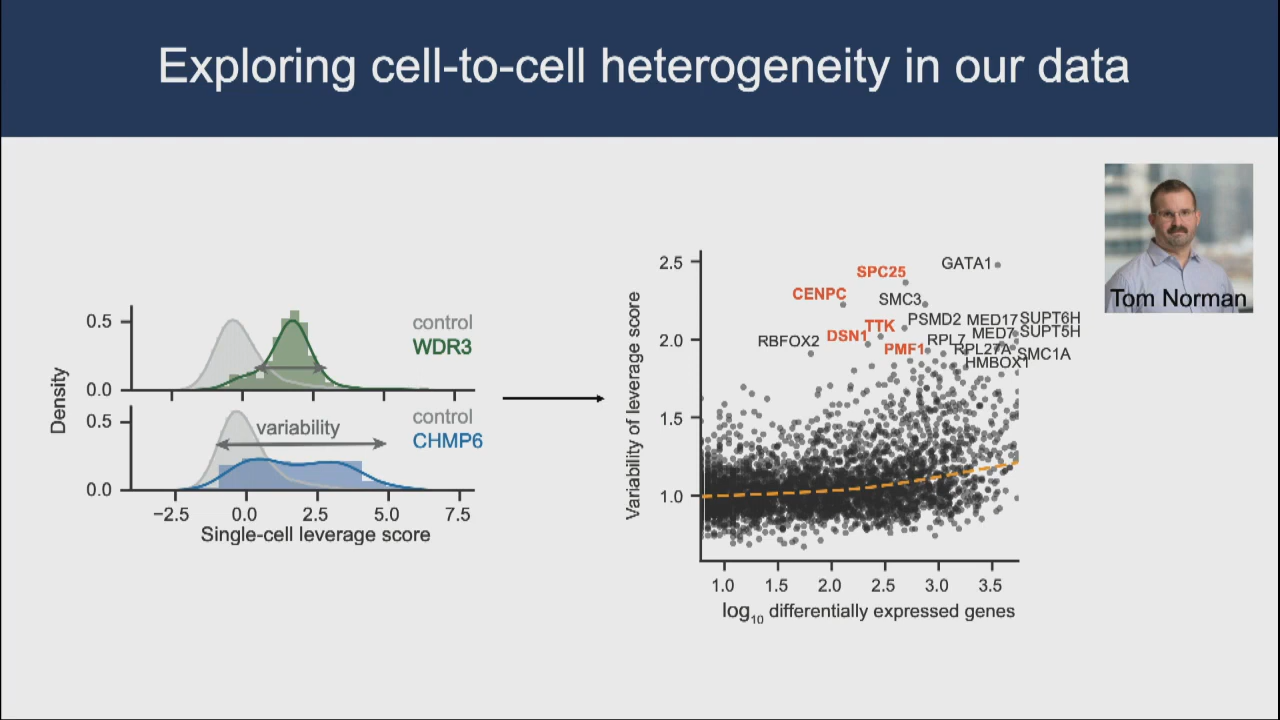 Exploring cell-to-cell heterogeneity in our data
Tom Norman
Density
0.5
0.0
control
WDR3
0.5
0.0
variability
control
CHMP6
−2.5 0.0 2.5 5.0 7.5
Single-cell leverage score
Variability of leverage score
2.5
2.0
1.5
1.0
GATA1
SPC25
CENPC
SMC3
PSMD2
MED17
SUPT6H
TTK
DSN1
RBFOX2
MED7
SUPT5H
RPL7
PMF1
RPL27A
SMC1A
HMBOX1
1.0 1.5 2.0 2.5 3.0 3.5
log10 differentially expressed genes